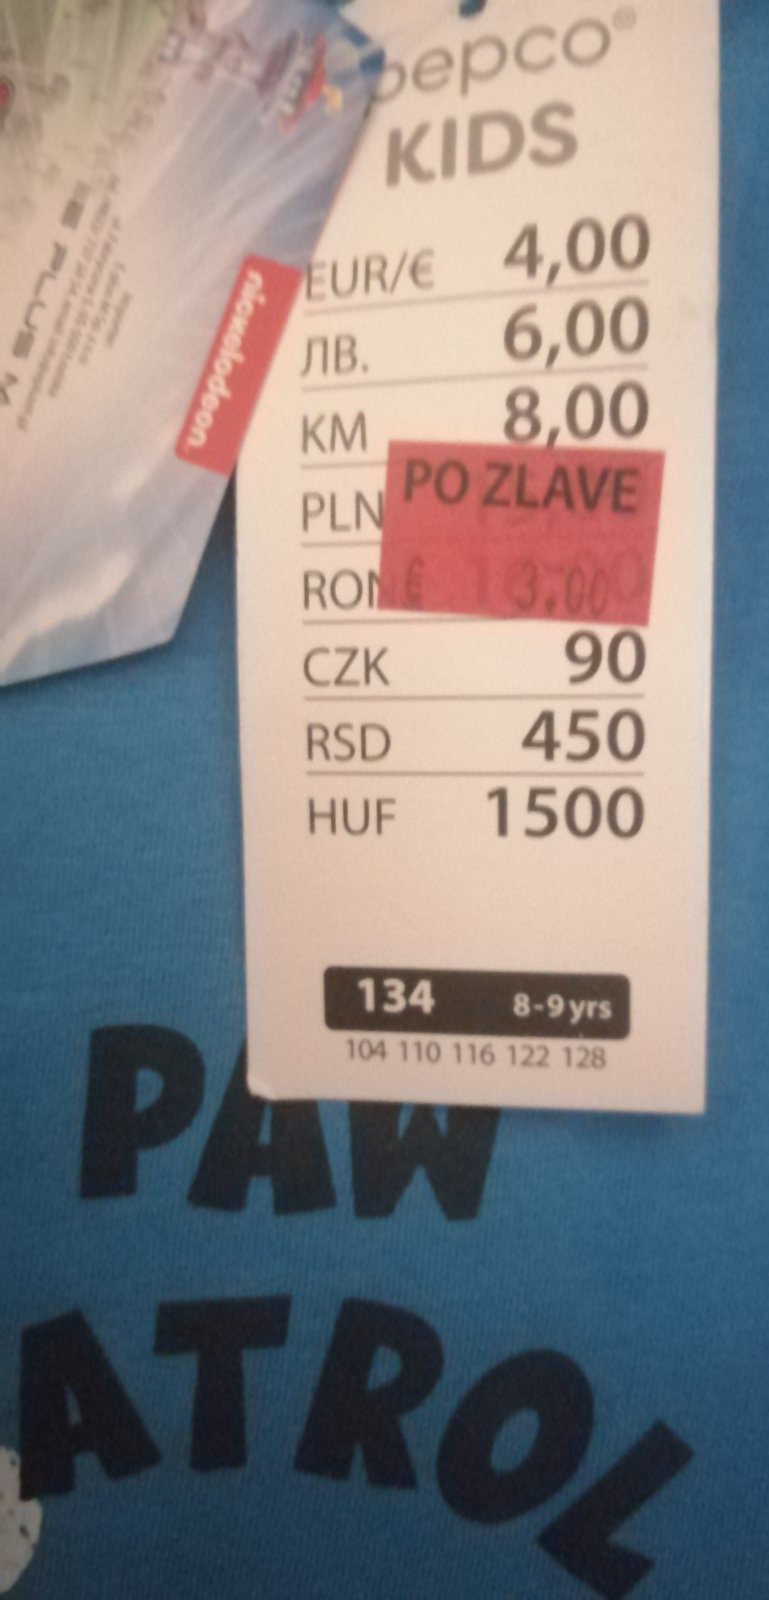 pepco®
KIDS
EUR/€ 4,00
ЛВ. 6,00
KM 8,00
PLN
PO ZLAVE
RON
€ 3.00
CZK 90
RSD 450
HUF 1500
134 8-9 yrs
104 110 116 122 128
nickelodeon.
PAW
ATROL